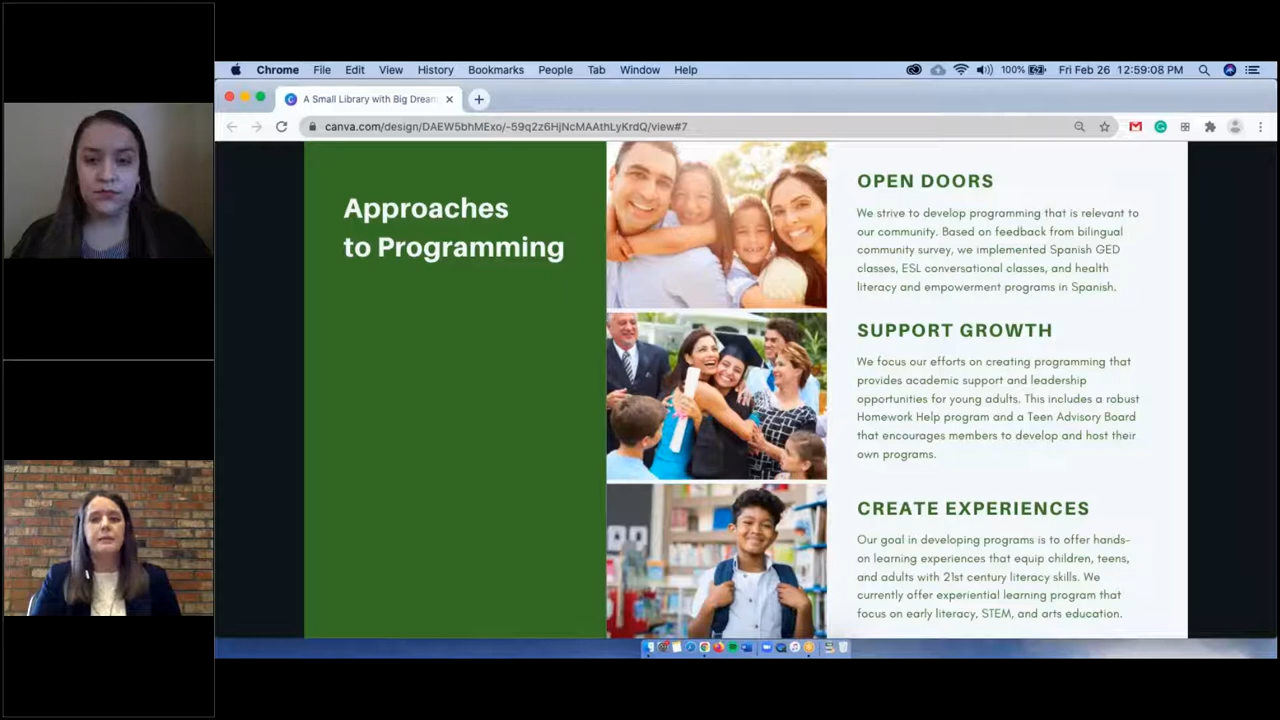 Chrome File Edit View History Bookmarks People Tab Window Help 100% Fri Feb 26 12:59:08 PM
A Small Library with Big Dream
canva.com/design/DAEW5bhMExo/-59q2z6HjNcMAAthLyKrdQ/view#7
Approaches
to Programming
OPEN DOORS
We strive to develop programming that is relevant to
our community. Based on feedback from bilingual
community survey, we implemented Spanish GED
classes, ESL conversational classes, and health
literacy and empowerment programs in Spanish.
SUPPORT GROWTH
We focus our efforts on creating programming that
provides academic support and leadership
opportunities for young adults. This includes a robust
Homework Help program and a Teen Advisory Board
that encourages members to develop and host their
own programs.
CREATE EXPERIENCES
Our goal in developing programs is to offer hands-
on learning experiences that equip children, teens,
and adults with 21st century literacy skills. We
currently offer experiential learning program that
focus on early literacy, STEM, and arts education.